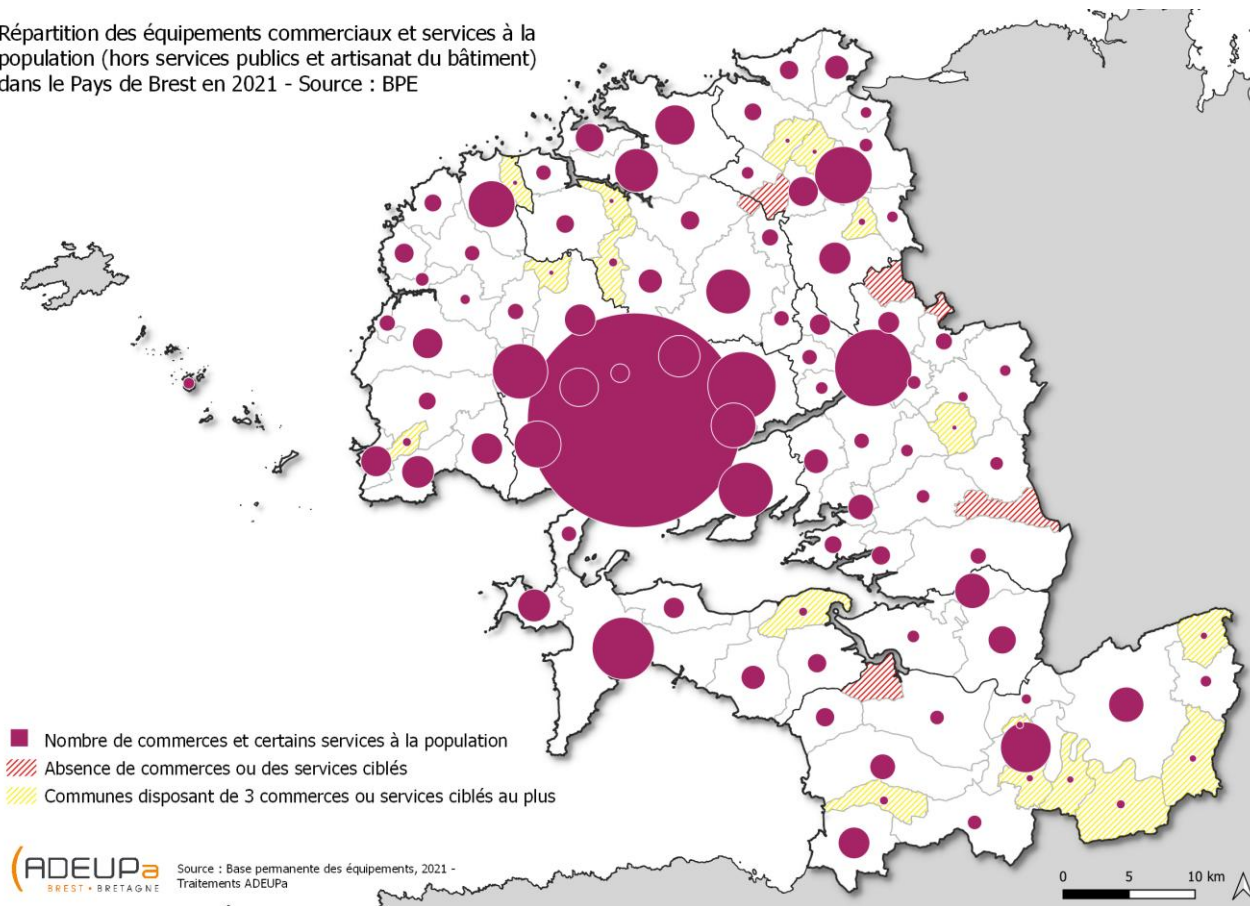 Répartition des équipements commerciaux et services à la
population (hors services publics et artisanat du bâtiment)
dans le Pays de Brest en 2021 - Source : BPE
Nombre de commerces et certains services à la population
Absence de commerces ou des services ciblés
Communes disposant de 3 commerces ou services ciblés au plus
ADEUPa
BREST • BRETAGNE
Source : Base permanente des équipements, 2021 -
Traitements ADEUPa
0 5 10 km